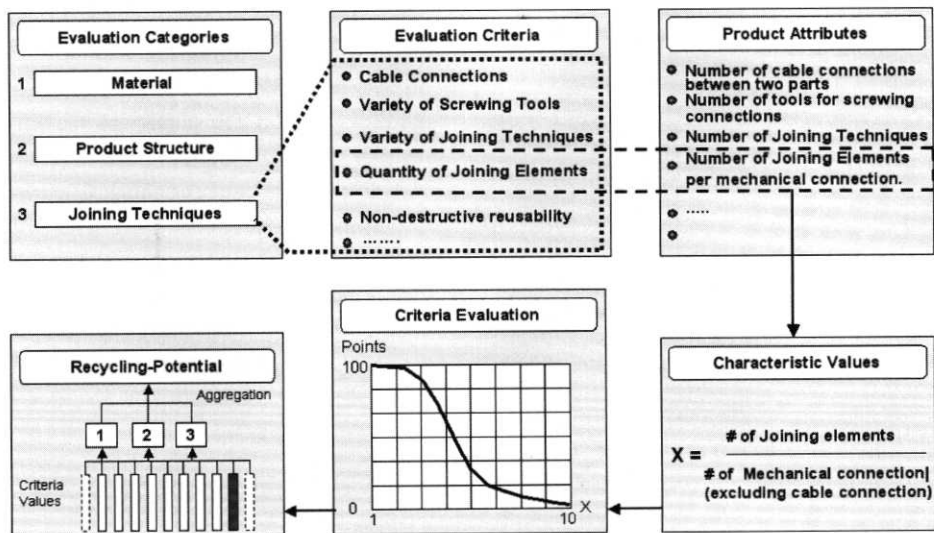 Evaluation Categories
1 Material
2 Product Structure
3 Joining Techniques
Evaluation Criteria
Cable Connections
Variety of Screwing Tools
Variety of Joining Techniques
Quantity of Joining Elements
Non-destructive reusability
.......
Product Attributes
Number of cable connections
between two parts
Number of tools for screwing
connections
Number of Joining Techniques
Number of Joining Elements
per mechanical connection.
.....
Recycling-Potential
Aggregation
1 2 3
Criteria
Values
Criteria Evaluation
Points
100
0
1 10 X
Characteristic Values
# of Joining elements
X =
# of Mechanical connection|
(excluding cable connection)